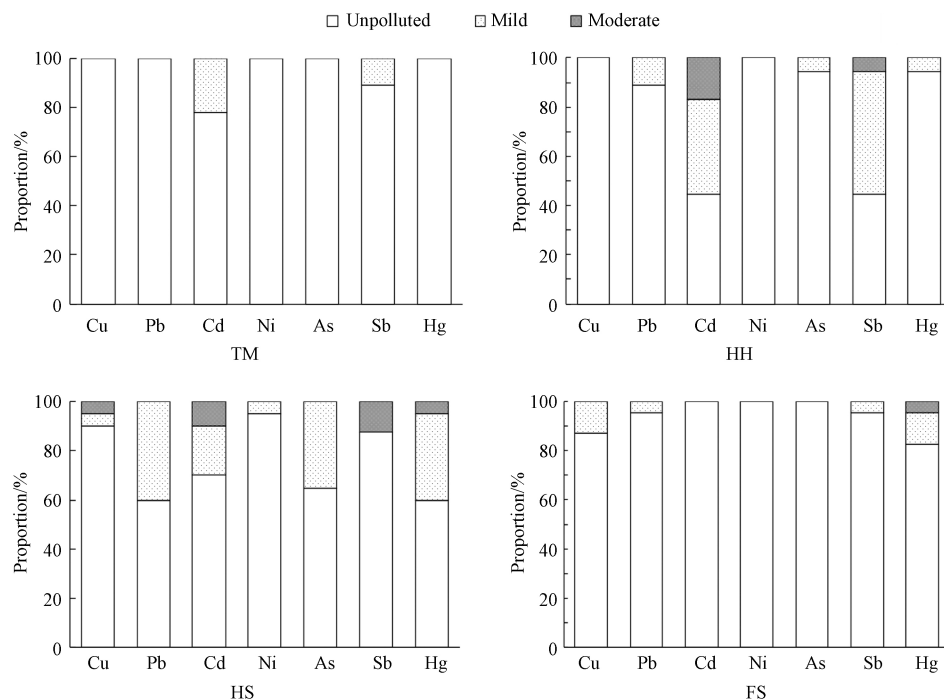 Unpolluted Mild Moderate
Proportion/%
100
80
60
40
20
0
Cu Pb Cd Ni As Sb Hg
TM
Proportion/%
100
80
60
40
20
0
Cu Pb Cd Ni As Sb Hg
HH
Proportion/%
100
80
60
40
20
0
Cu Pb Cd Ni As Sb Hg
HS
Proportion/%
100
80
60
40
20
0
Cu Pb Cd Ni As Sb Hg
FS